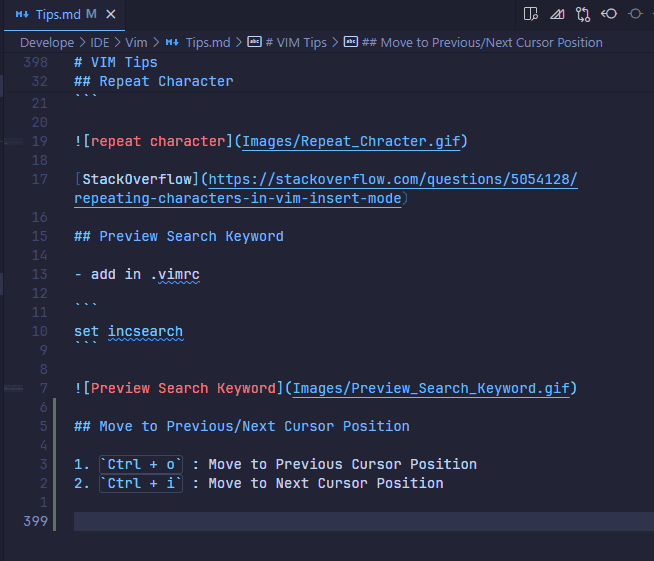 Tips.md M ×
Develope > IDE > Vim > Tips.md > # VIM Tips > ## Move to Previous/Next Cursor Position
398 # VIM Tips
32 ## Repeat Character
21 ```
20
19 ![repeat character](Images/Repeat_Chracter.gif)
18
17 [StackOverflow](https://stackoverflow.com/questions/5054128/
repeating-characters-in-vim-insert-mode)
16
15 ## Preview Search Keyword
14
13 - add in .vimrc
12
11 ```
10 set incsearch
9 ```
8
7 ![Preview Search Keyword](Images/Preview_Search_Keyword.gif)
6
5 ## Move to Previous/Next Cursor Position
4
3 1. `Ctrl + o` : Move to Previous Cursor Position
2 2. `Ctrl + i` : Move to Next Cursor Position
1
399